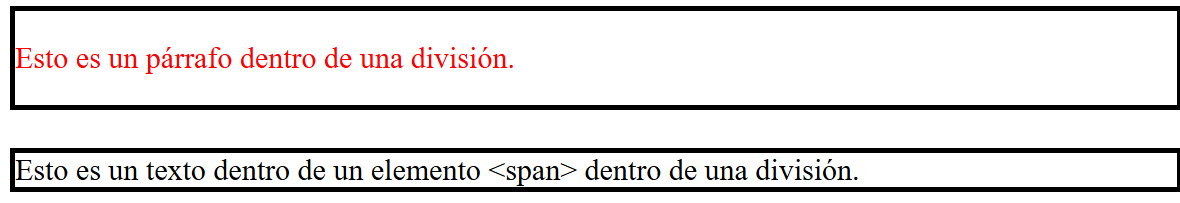 Esto es un párrafo dentro de una división.
Esto es un texto dentro de un elemento <span> dentro de una división.